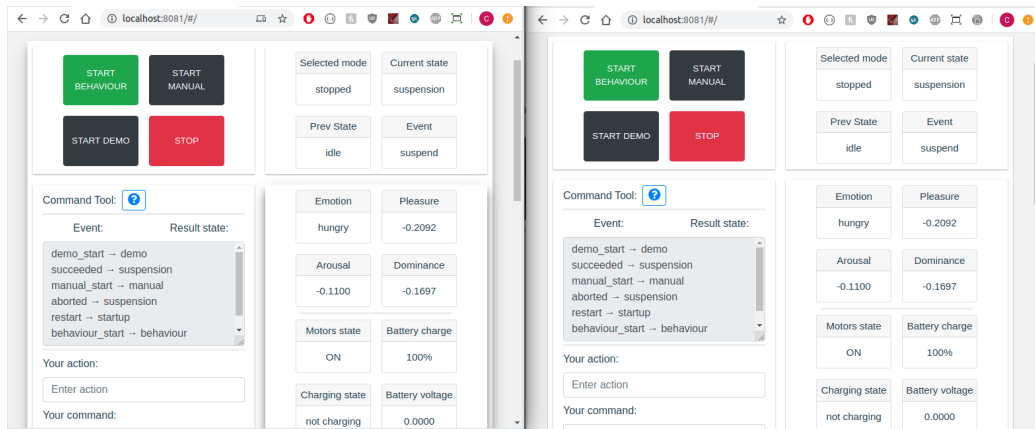 localhost:8081/#/
C
START
BEHAVIOUR
START
MANUAL
START DEMO
STOP
Selected mode
Current state
stopped
suspension
Prev State
Event
idle
suspend
Command Tool:
?
Event:
Result state:
demo_start → demo
succeeded → suspension
manual_start → manual
aborted → suspension
restart → startup
behaviour_start → behaviour
Your action:
Enter action
Your command:
Emotion
Pleasure
hungry
-0.2092
Arousal
Dominance
-0.1100
-0.1697
Motors state
Battery charge
ON
100%
Charging state
Battery voltage
not charging
0.0000
localhost:8081/#/
C
START
BEHAVIOUR
START
MANUAL
START DEMO
STOP
Selected mode
Current state
stopped
suspension
Prev State
Event
idle
suspend
Command Tool:
?
Event:
Result state:
demo_start → demo
succeeded → suspension
manual_start → manual
aborted → suspension
restart → startup
behaviour_start → behaviour
Your action:
Enter action
Your command:
Emotion
Pleasure
hungry
-0.2092
Arousal
Dominance
-0.1100
-0.1697
Motors state
Battery charge
ON
100%
Charging state
Battery voltage
not charging
0.0000